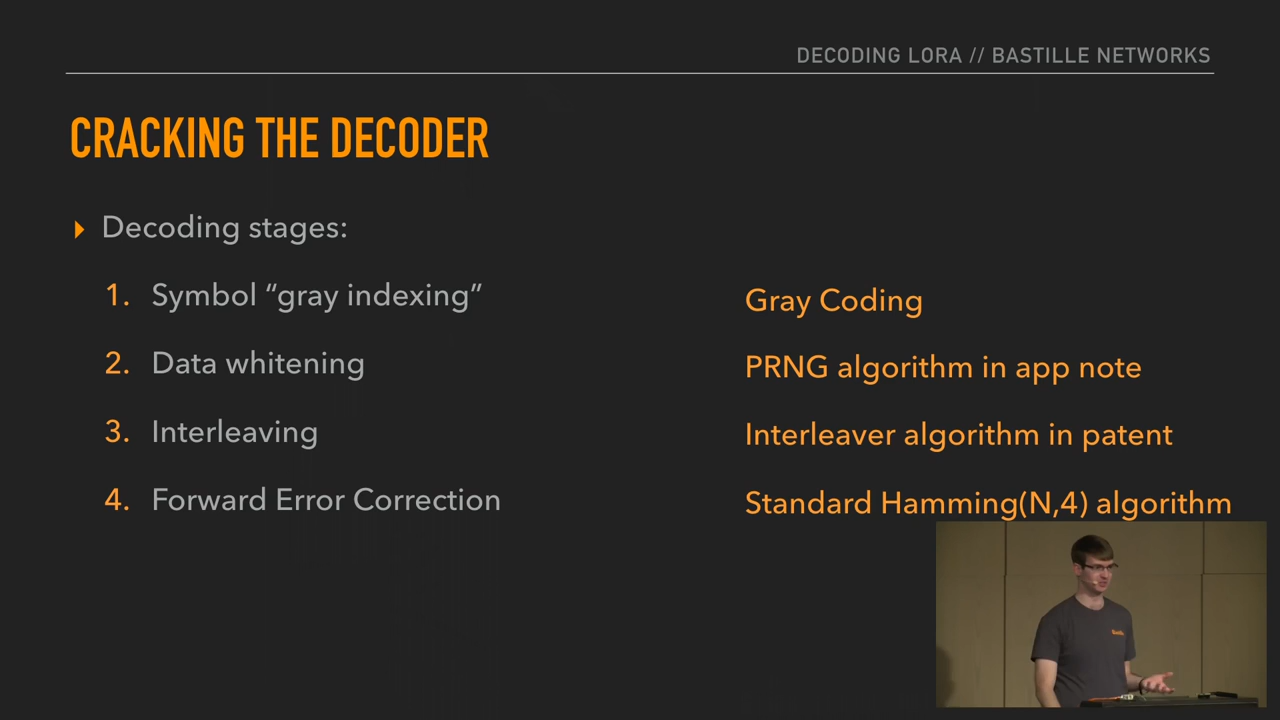 DECODING LORA // BASTILLE NETWORKS
CRACKING THE DECODER
Decoding stages:
1. Symbol “gray indexing” Gray Coding
2. Data whitening PRNG algorithm in app note
3. Interleaving Interleaver algorithm in patent
4. Forward Error Correction Standard Hamming(N,4) algorithm